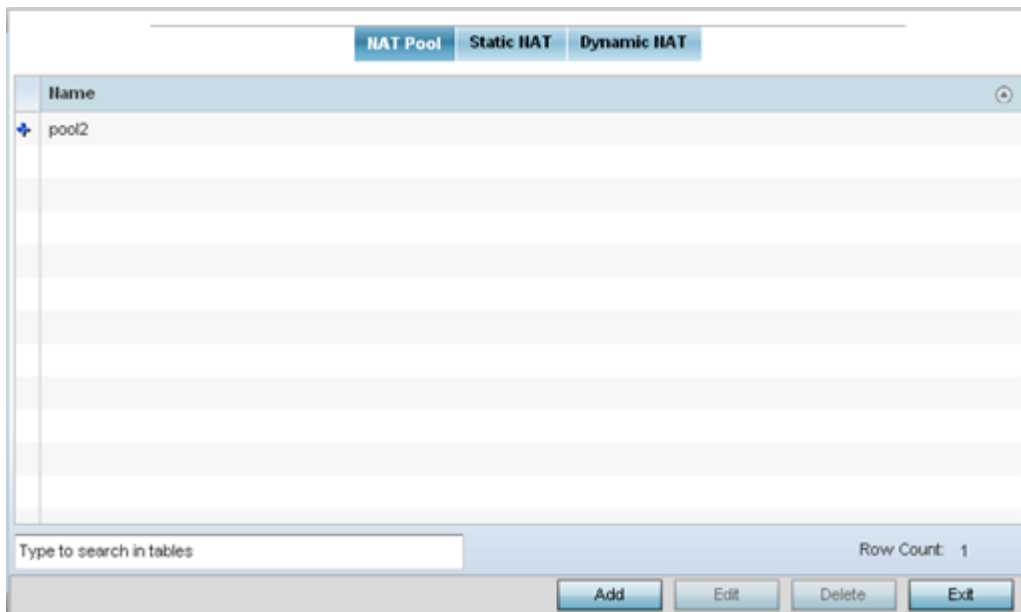 NAT Pool Static NAT Dynamic NAT
Name
pool2
Type to search in tables Row Count: 1
Add Edit Delete Exit